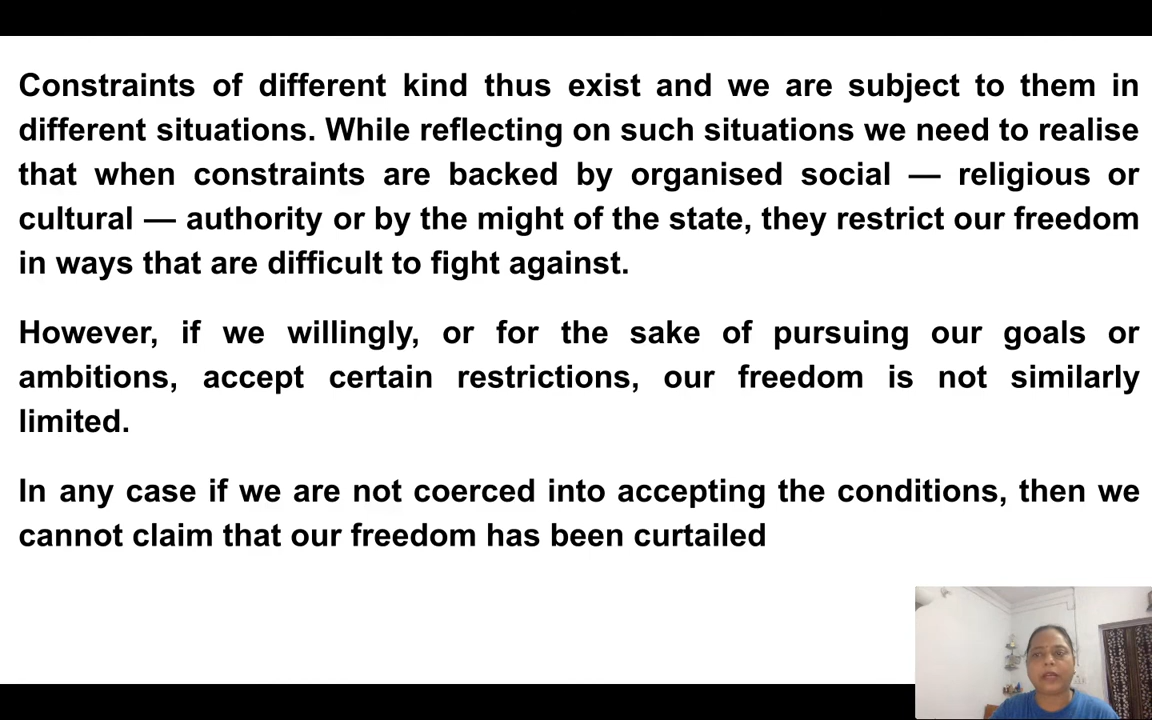 Constraints of different kind thus exist and we are subject to them in
different situations. While reflecting on such situations we need to realise
that when constraints are backed by organised social — religious or
cultural — authority or by the might of the state, they restrict our freedom
in ways that are difficult to fight against.
However, if we willingly, or for the sake of pursuing our goals or
ambitions, accept certain restrictions, our freedom is not similarly
limited.
In any case if we are not coerced into accepting the conditions, then we
cannot claim that our freedom has been curtailed